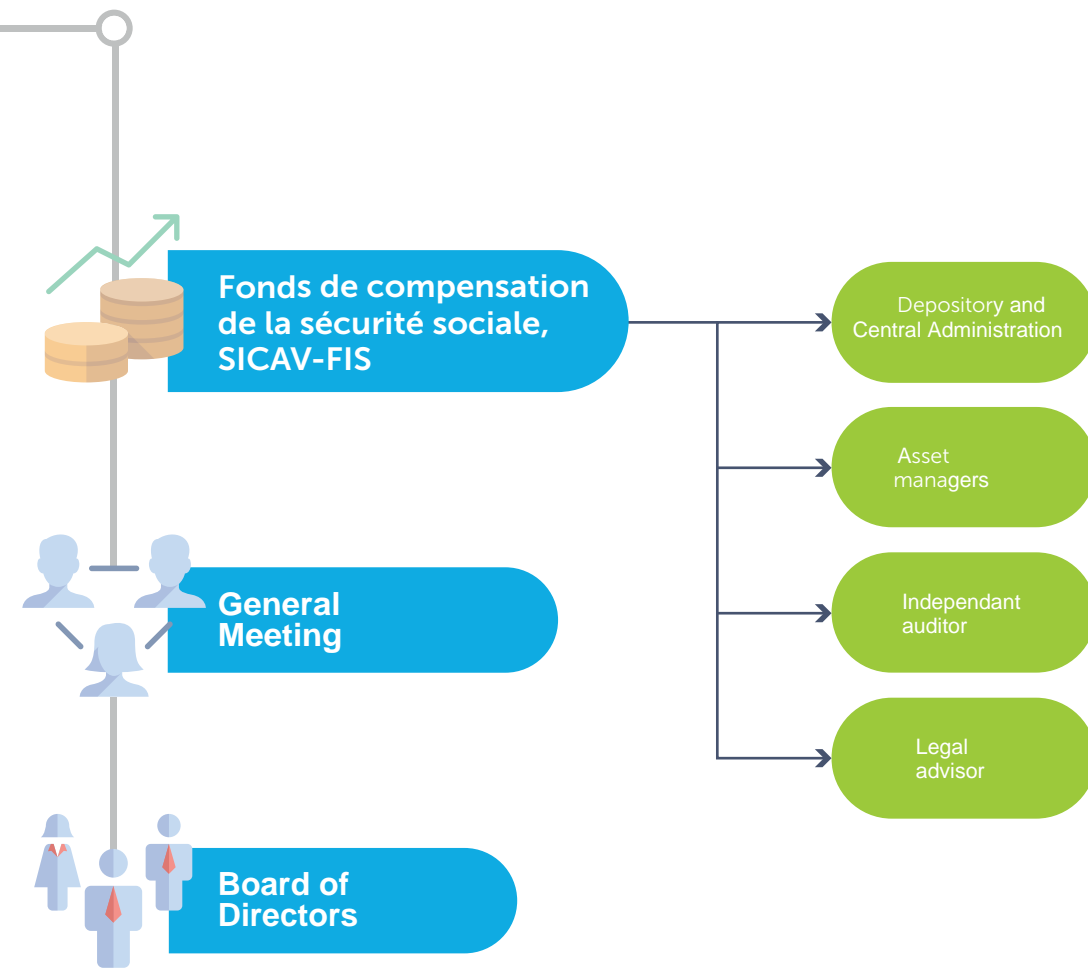 Fonds de compensation
de la sécurité sociale,
SICAV-FIS
Depository and
Central Administration
Asset
managers
Independant
auditor
Legal
advisor
General
Meeting
Board of
Directors